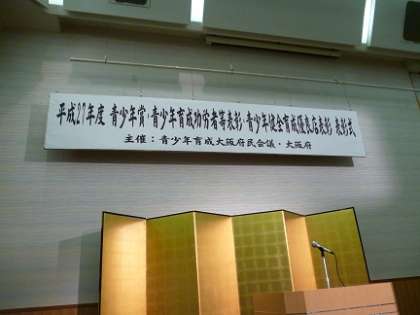 平成27年度 青少年賞・青少年育成功労者等表彰・青少年健全育成優良店表彰 表彰式
主催：青少年育成大阪府民会議・大阪府